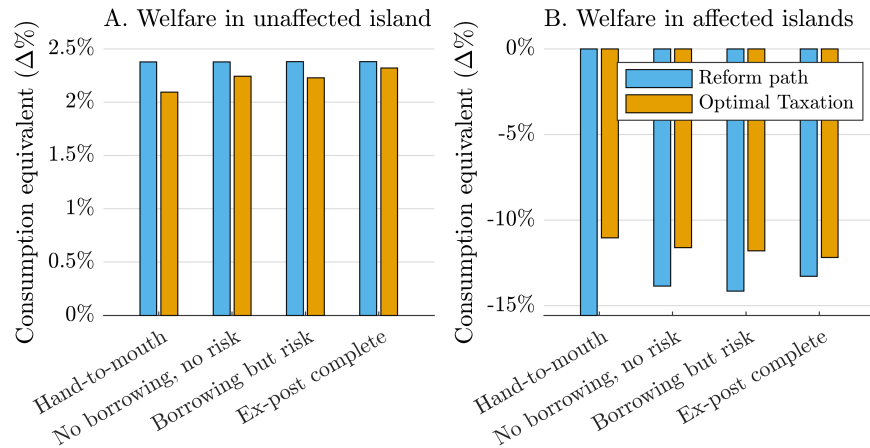 A. Welfare in unaffected island
Consumption equivalent (Δ%)
2.5%
2%
1.5%
1%
0.5%
0%
Hand-to-mouth
No borrowing, no risk
Borrowing but risk
Ex-post complete
B. Welfare in affected islands
Consumption equivalent (Δ%)
0%
-5%
-10%
-15%
Reform path
Optimal Taxation
Hand-to-mouth
No borrowing, no risk
Borrowing but risk
Ex-post complete